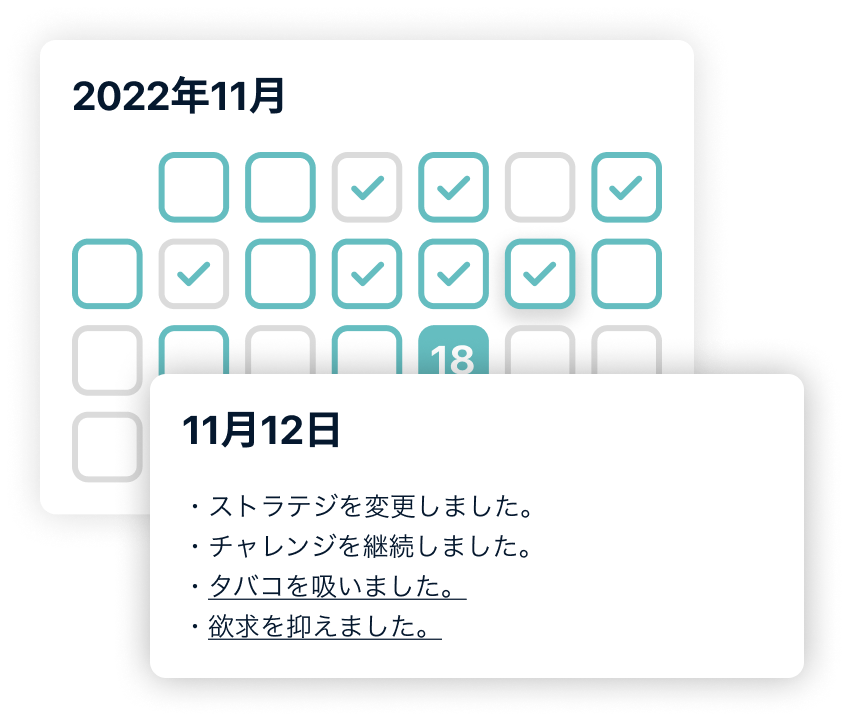 2022年11月
18
11月12日
・ストラテジを変更しました。
・チャレンジを継続しました。
・タバコを吸いました。
・欲求を抑えました。